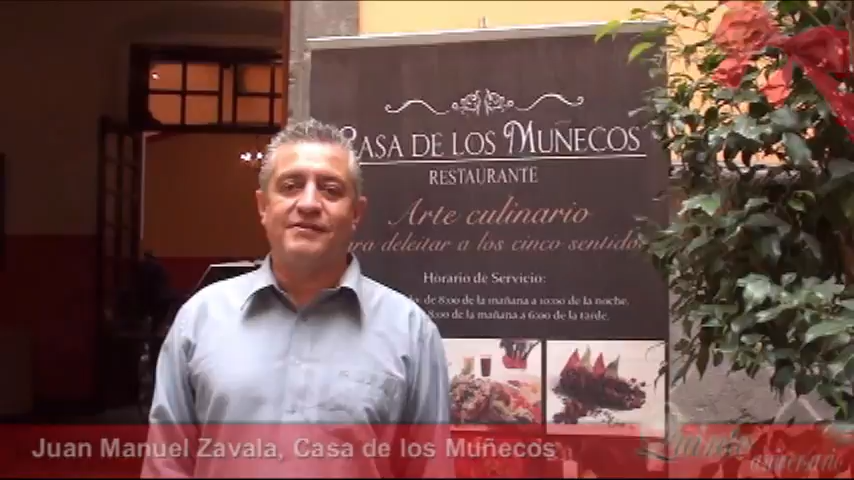 CASA DE LOS MUÑECOS
RESTAURANTE
Arte culinario
deleitar a los cinco sentidos
Horario de Servicio:
de 8:00 de la mañana a 10:00 de la noche.
8:00 de la mañana a 6:00 de la tarde.
Juan Manuel Zavala, Casa de los Muñecos
Quinto
aniversario